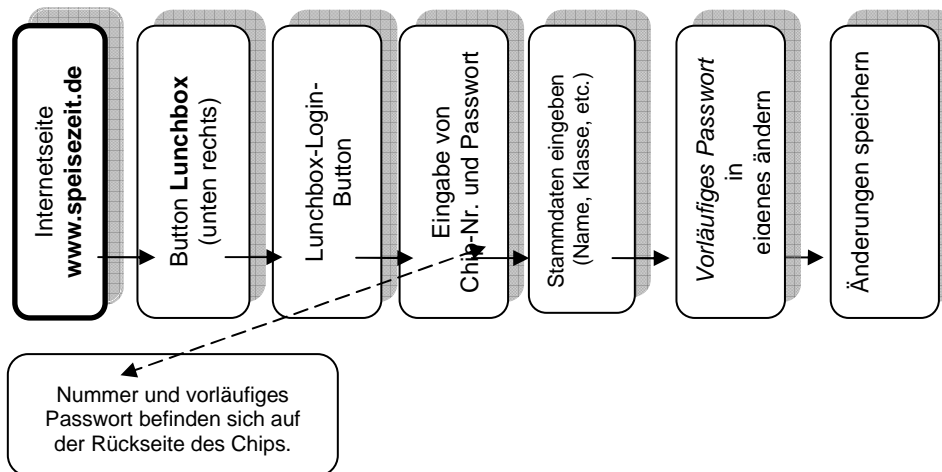 Internetseite
www.speisezeit.de
Button Lunchbox
(unten rechts)
Lunchbox-Login-
Button
Eingabe von
Chip-Nr. und Passwort
Stammdaten eingeben
(Name, Klasse, etc.)
Vorläufiges Passwort
in
eigenes ändern
Änderungen speichern
Nummer und vorläufiges
Passwort befinden sich auf
der Rückseite des Chips.